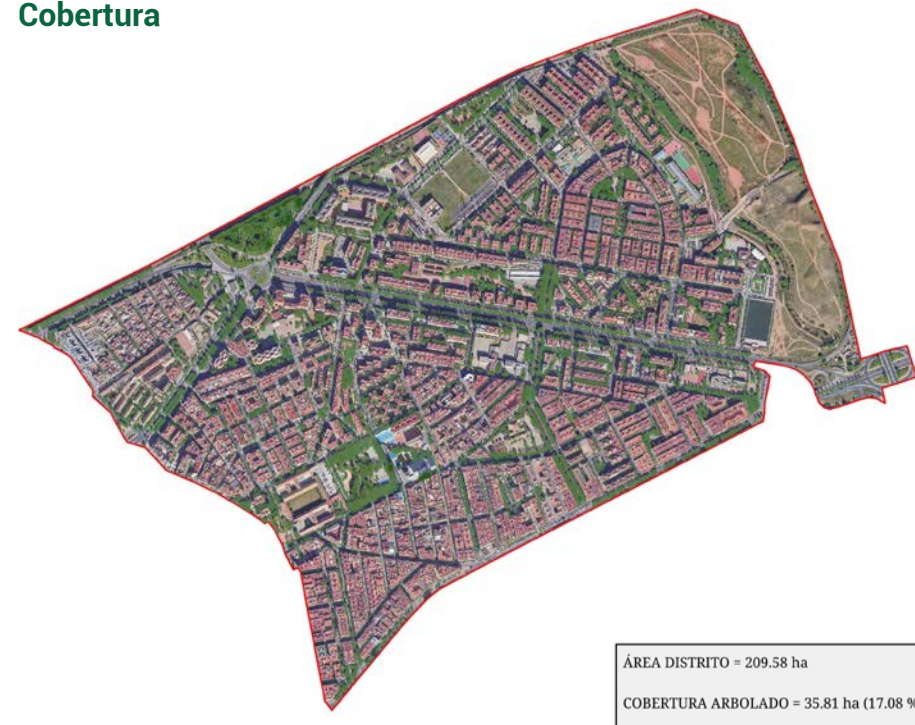 Cobertura
ÁREA DISTRITO = 209.58 ha
COBERTURA ARBOLADO = 35.81 ha (17.08 %